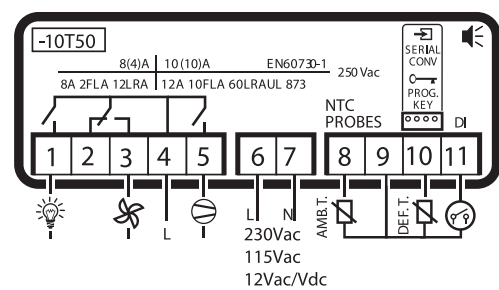 -10T50
8(4)A 10(10)A EN60730-1
8A 2FLA 12LRA 12A 10FLA 60LRAUL 873
250 Vac
SERIAL
CONV
PROG.
KEY
NTC
PROBES
DI
1 2 3 4 5 6 7 8 9 10 11
L
L N
230Vac
115Vac
12Vac/Vdc
AMB.T.
DEF.T.